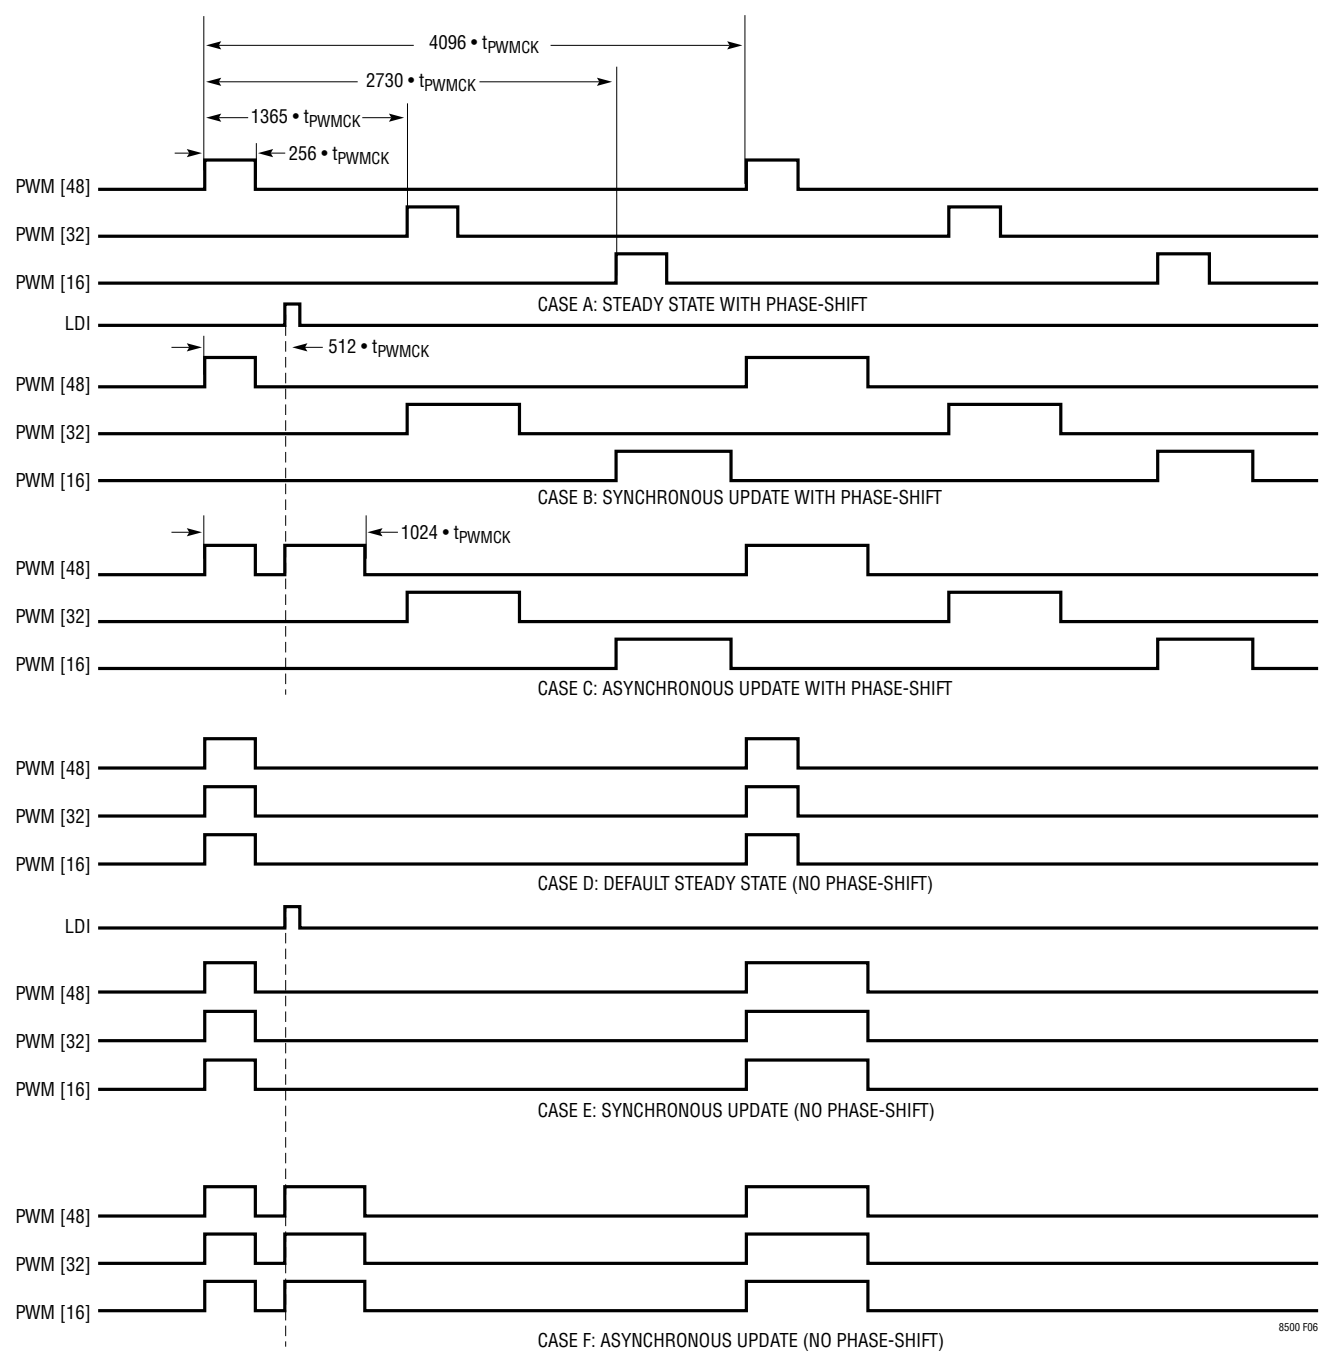 4096 • tPWMCK
2730 • tPWMCK
1365 • tPWMCK
256 • tPWMCK
PWM [48]
PWM [32]
PWM [16]
CASE A: STEADY STATE WITH PHASE-SHIFT
LDI
512 • tPWMCK
PWM [48]
PWM [32]
PWM [16]
CASE B: SYNCHRONOUS UPDATE WITH PHASE-SHIFT
1024 • tPWMCK
PWM [48]
PWM [32]
PWM [16]
CASE C: ASYNCHRONOUS UPDATE WITH PHASE-SHIFT
PWM [48]
PWM [32]
PWM [16]
CASE D: DEFAULT STEADY STATE (NO PHASE-SHIFT)
LDI
PWM [48]
PWM [32]
PWM [16]
CASE E: SYNCHRONOUS UPDATE (NO PHASE-SHIFT)
PWM [48]
PWM [32]
PWM [16]
8500 F06
CASE F: ASYNCHRONOUS UPDATE (NO PHASE-SHIFT)